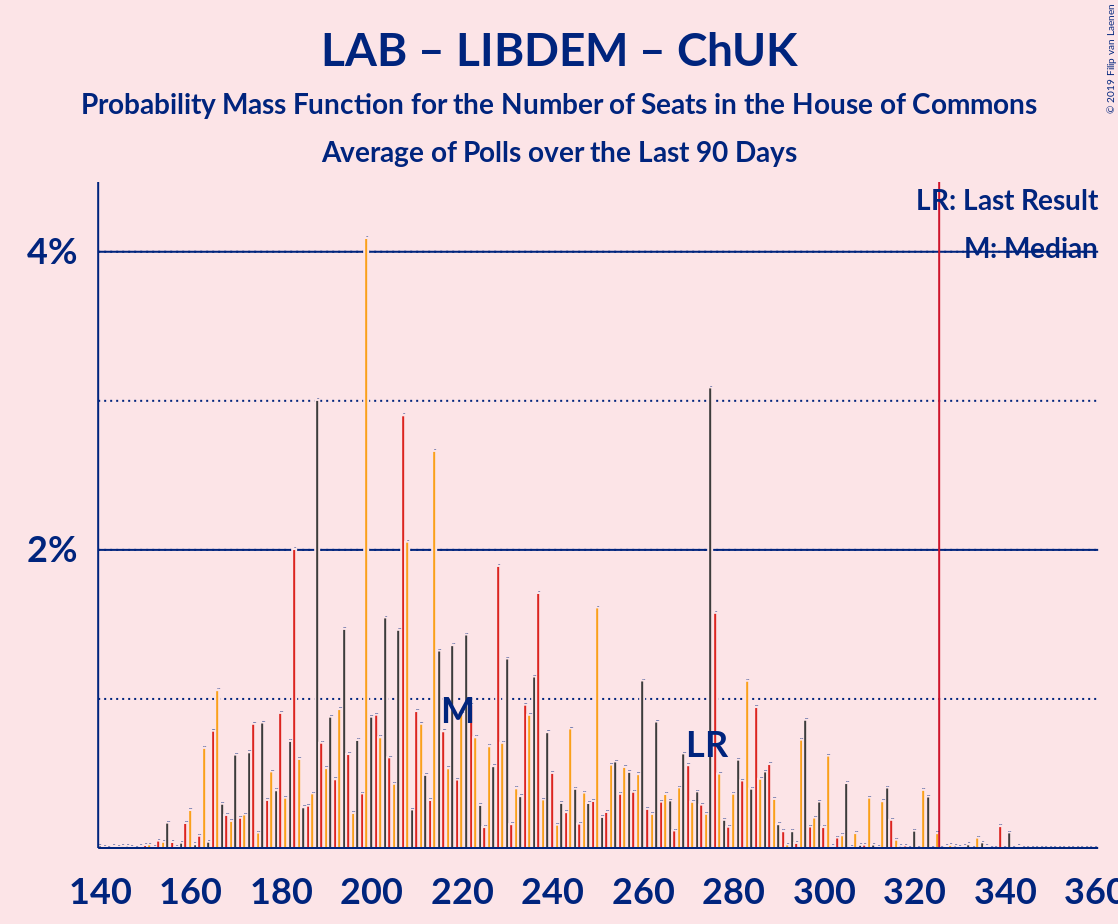 LAB – LIBDEM – ChUK
Probability Mass Function for the Number of Seats in the House of Commons
Average of Polls over the Last 90 Days
© 2019 Filip van Laenen
LR: Last Result
M: Median
4%
2%
M
LR
140 160 180 200 220 240 260 280 300 320 340 360